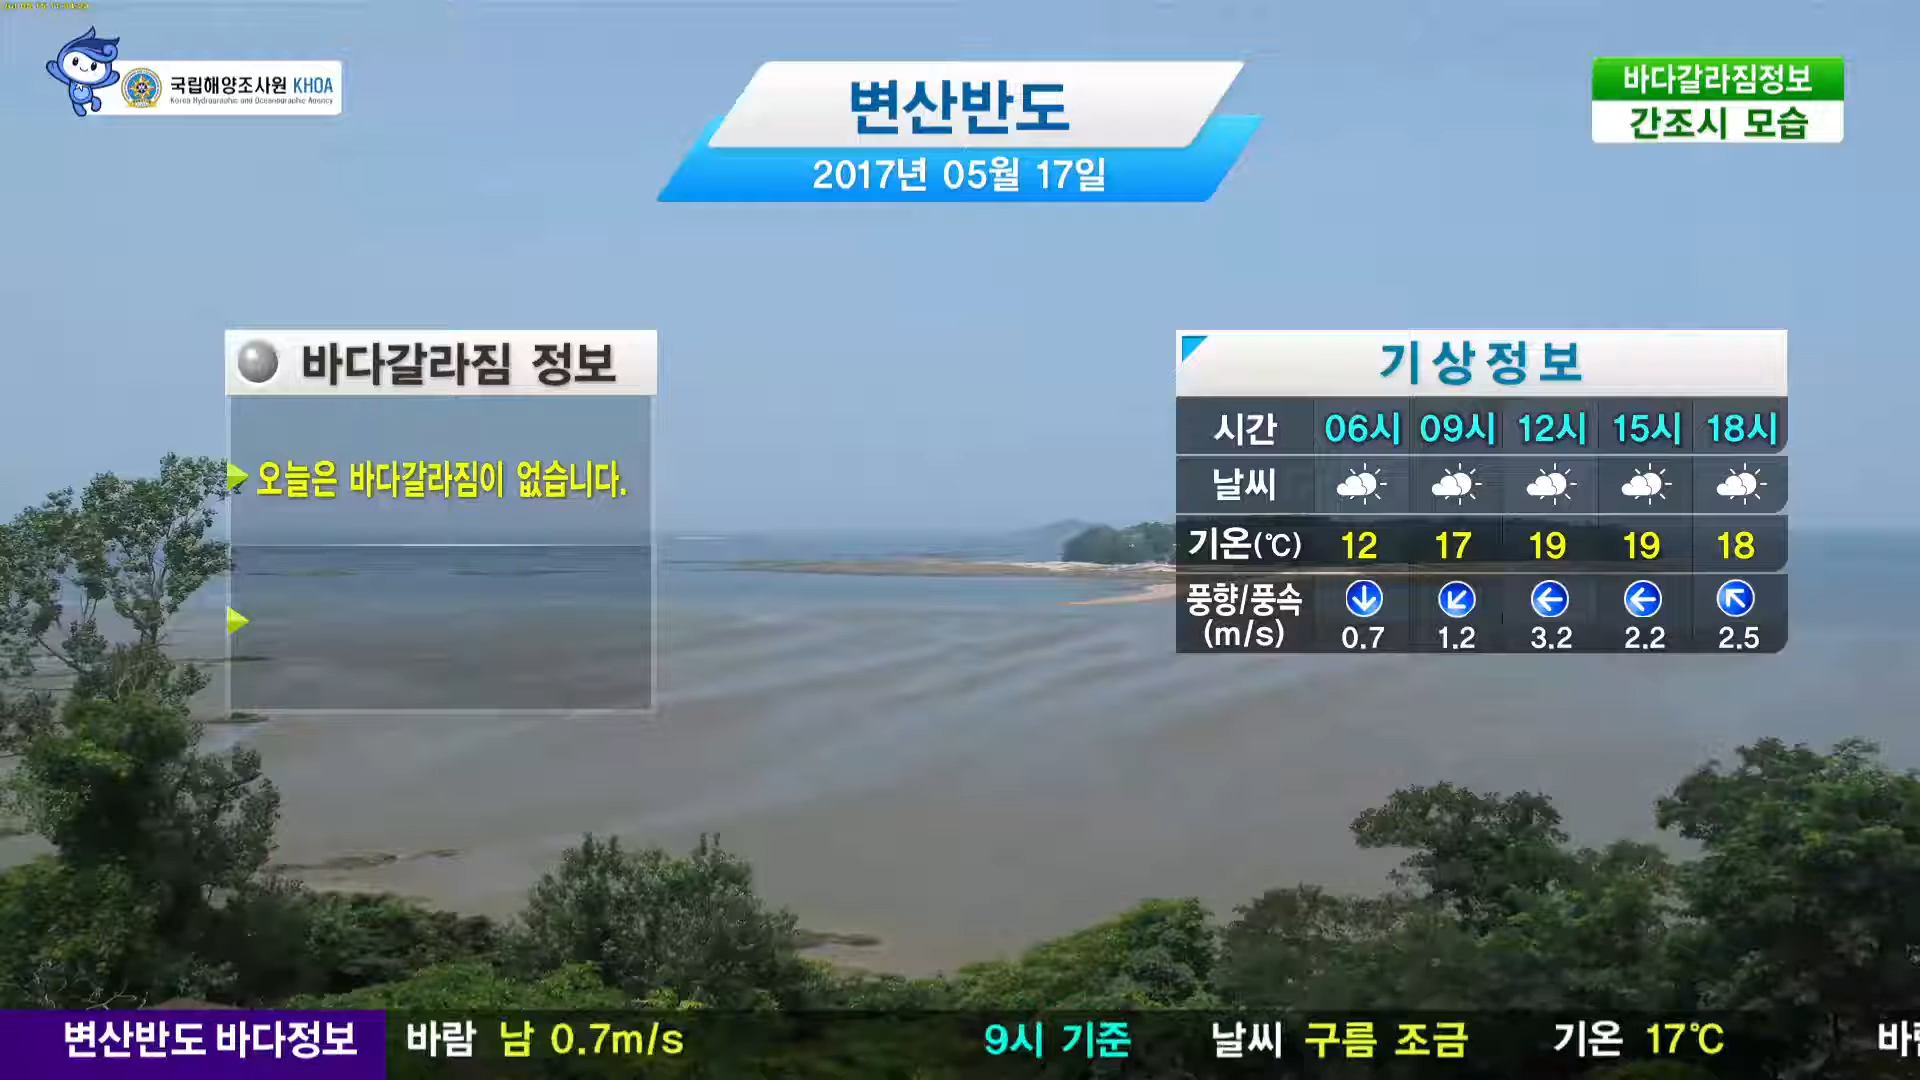 국립해양조사원 KHOA
Korea Hydrographic and Oceanographic Agency
변산반도
2017년 05월 17일
바다갈라짐정보
간조시 모습
바다갈라짐 정보
오늘은 바다갈라짐이 없습니다.
기상정보
시간 06시 09시 12시 15시 18시
날씨
기온(℃) 12 17 19 19 18
풍향/풍속
(m/s) 0.7 1.2 3.2 2.2 2.5
변산반도 바다정보 바람 남 0.7m/s 9시 기준 날씨 구름 조금 기온 17℃